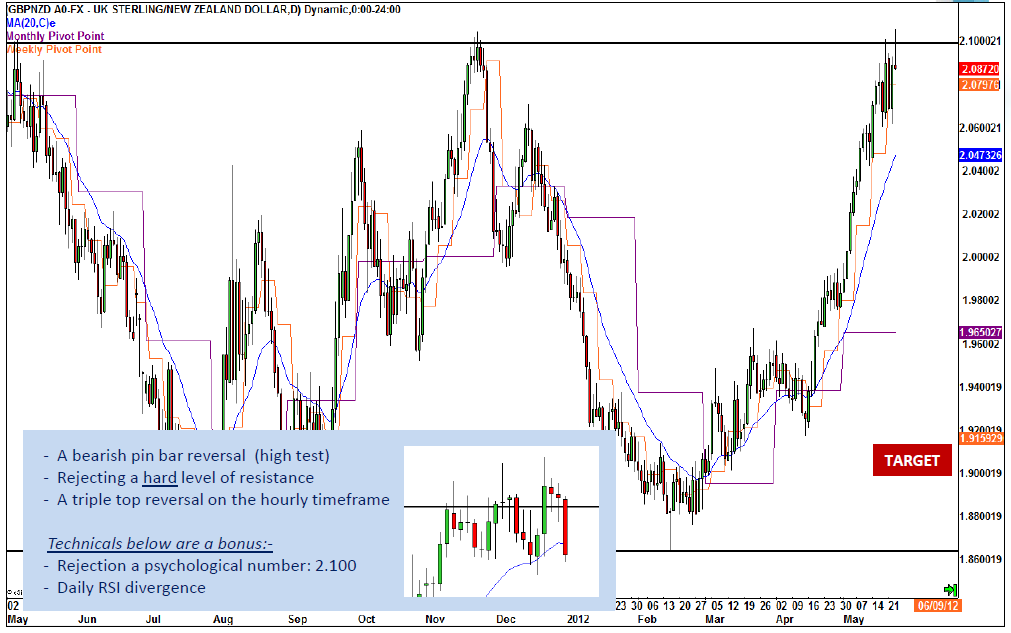 (GBPNZD A0-FX - UK STERLING/NEW ZEALAND DOLLAR,D) Dynamic,0:00-24:00
MA(20,C)e
Monthly Pivot Point
Weekly Pivot Point
2.100021
2.08720
2.07976
2.060021
2.047326
2.04002
2.02002
2.00002
1.98002
1.965027
1.96002
1.940019
1.920019
1.915929
1.900019
1.880019
1.860019
TARGET
- A bearish pin bar reversal (high test)
- Rejecting a hard level of resistance
- A triple top reversal on the hourly timeframe
Technicals below are a bonus:-
- Rejection a psychological number: 2.100
- Daily RSI divergence
02 23 30 06 13 20 27 05 12 19 26 02 09 16 23 30 07 14 21 06/09/12
May Jun Jul Aug Sep Oct Nov Dec 2012 Feb Mar Apr May